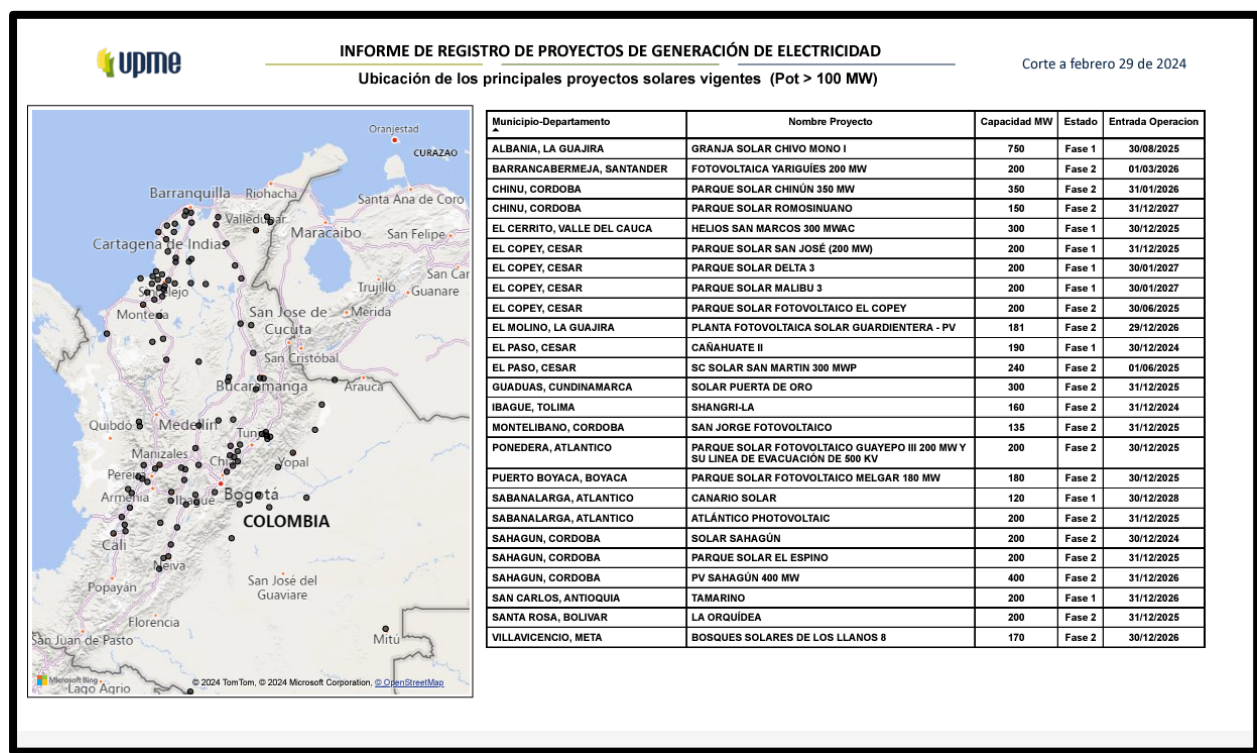 upme
INFORME DE REGISTRO DE PROYECTOS DE GENERACIÓN DE ELECTRICIDAD
Ubicación de los principales proyectos solares vigentes (Pot > 100 MW)
Corte a febrero 29 de 2024
Oranjestad
CURAZAO
Barranquilla
Riohacha
Santa Ana de Coro
Valledupar
Maracaibo
San Felipe
Cartagena de Indias
San Car
Trujillo
Guanare
Sincelejo
Montería
San Jose de
Cucuta
Mérida
San Cristóbal
Bucaramanga
Arauca
Quibdó
Medellín
Tun
Manizales
Chi
Yopal
Pereira
Armenia
Ibague
Bogotá
COLOMBIA
Cali
Neiva
Popayán
San José del
Guaviare
Florencia
San Juan de Pasto
Mitú
Microsoft Bing
Lago Agrio
© 2024 TomTom, © 2024 Microsoft Corporation, © OpenStreetMap
Municipio-Departamento Nombre Proyecto Capacidad MW Estado Entrada Operacion
ALBANIA, LA GUAJIRA GRANJA SOLAR CHIVO MONO I 750 Fase 1 30/08/2025
BARRANCABERMEJA, SANTANDER FOTOVOLTAICA YARIGUÍES 200 MW 200 Fase 2 01/03/2026
CHINU, CORDOBA PARQUE SOLAR CHINÚN 350 MW 350 Fase 2 31/01/2026
CHINU, CORDOBA PARQUE SOLAR ROMOSINUANO 150 Fase 2 31/12/2027
EL CERRITO, VALLE DEL CAUCA HELIOS SAN MARCOS 300 MWAC 300 Fase 1 30/12/2025
EL COPEY, CESAR PARQUE SOLAR SAN JOSÉ (200 MW) 200 Fase 1 31/12/2025
EL COPEY, CESAR PARQUE SOLAR DELTA 3 200 Fase 1 30/01/2027
EL COPEY, CESAR PARQUE SOLAR MALIBU 3 200 Fase 1 30/01/2027
EL COPEY, CESAR PARQUE SOLAR FOTOVOLTAICO EL COPEY 200 Fase 2 30/06/2025
EL MOLINO, LA GUAJIRA PLANTA FOTOVOLTAICA SOLAR GUARDIENTERA - PV 181 Fase 2 29/12/2026
EL PASO, CESAR CAÑAHUATE II 190 Fase 1 30/12/2024
EL PASO, CESAR SC SOLAR SAN MARTIN 300 MWP 240 Fase 2 01/06/2025
GUADUAS, CUNDINAMARCA SOLAR PUERTA DE ORO 300 Fase 2 31/12/2025
IBAGUE, TOLIMA SHANGRI-LA 160 Fase 2 31/12/2024
MONTELIBANO, CORDOBA SAN JORGE FOTOVOLTAICO 135 Fase 2 31/12/2025
PONEDERA, ATLANTICO PARQUE SOLAR FOTOVOLTAICO GUAYEPO III 200 MW Y 200 Fase 2 30/12/2025
SU LINEA DE EVACUACIÓN DE 500 KV
PUERTO BOYACA, BOYACA PARQUE SOLAR FOTOVOLTAICO MELGAR 180 MW 180 Fase 2 30/12/2025
SABANALARGA, ATLANTICO CANARIO SOLAR 120 Fase 1 30/12/2028
SABANALARGA, ATLANTICO ATLÁNTICO PHOTOVOLTAIC 200 Fase 2 31/12/2025
SAHAGUN, CORDOBA SOLAR SAHAGÚN 200 Fase 2 30/12/2024
SAHAGUN, CORDOBA PARQUE SOLAR EL ESPINO 200 Fase 2 31/12/2025
SAHAGUN, CORDOBA PV SAHAGÚN 400 MW 400 Fase 2 31/12/2026
SAN CARLOS, ANTIOQUIA TAMARINO 200 Fase 1 31/12/2026
SANTA ROSA, BOLIVAR LA ORQUÍDEA 200 Fase 2 31/12/2025
VILLAVICENCIO, META BOSQUES SOLARES DE LOS LLANOS 8 170 Fase 2 30/12/2026